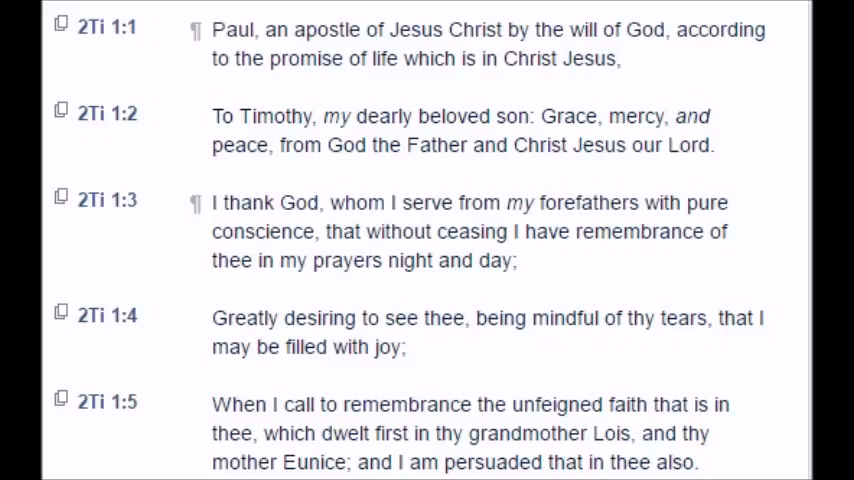 2Ti 1:1 ¶ Paul, an apostle of Jesus Christ by the will of God, according
to the promise of life which is in Christ Jesus,
2Ti 1:2 To Timothy, my dearly beloved son: Grace, mercy, and
peace, from God the Father and Christ Jesus our Lord.
2Ti 1:3 ¶ I thank God, whom I serve from my forefathers with pure
conscience, that without ceasing I have remembrance of
thee in my prayers night and day;
2Ti 1:4 Greatly desiring to see thee, being mindful of thy tears, that I
may be filled with joy;
2Ti 1:5 When I call to remembrance the unfeigned faith that is in
thee, which dwelt first in thy grandmother Lois, and thy
mother Eunice; and I am persuaded that in thee also.